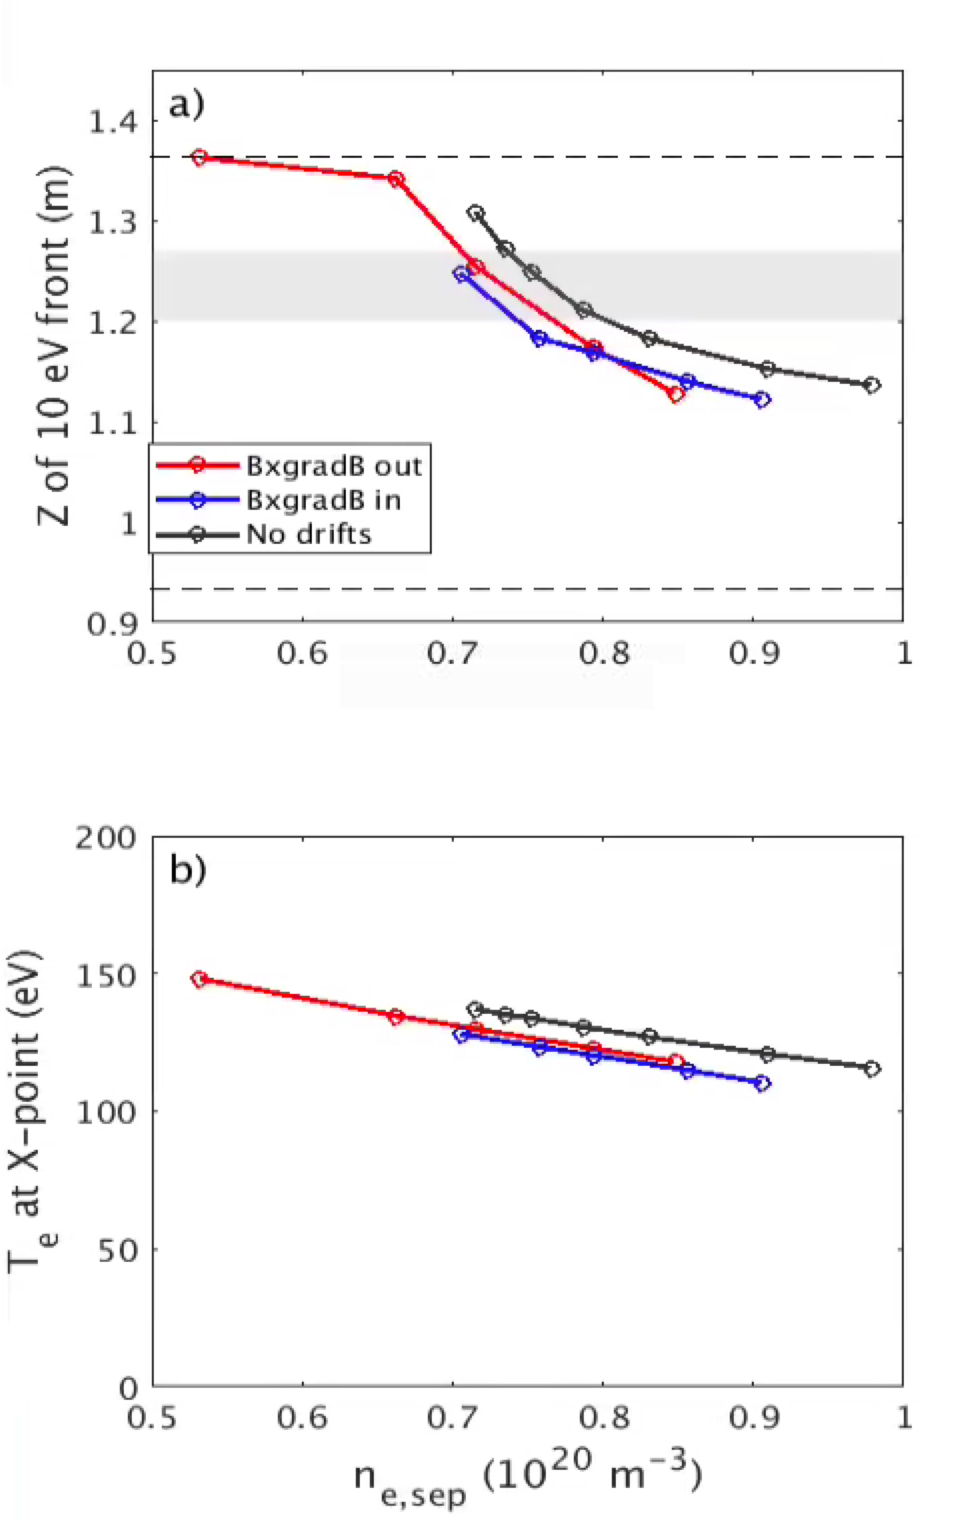 a)
Z of 10 eV front (m)
1.4
1.3
1.2
1.1
1
0.9
BxgradB out
BxgradB in
No drifts
0.5 0.6 0.7 0.8 0.9 1
b)
T_e at X-point (eV)
200
150
100
50
0
0.5 0.6 0.7 0.8 0.9 1
n_e,sep (10^20 m^-3)